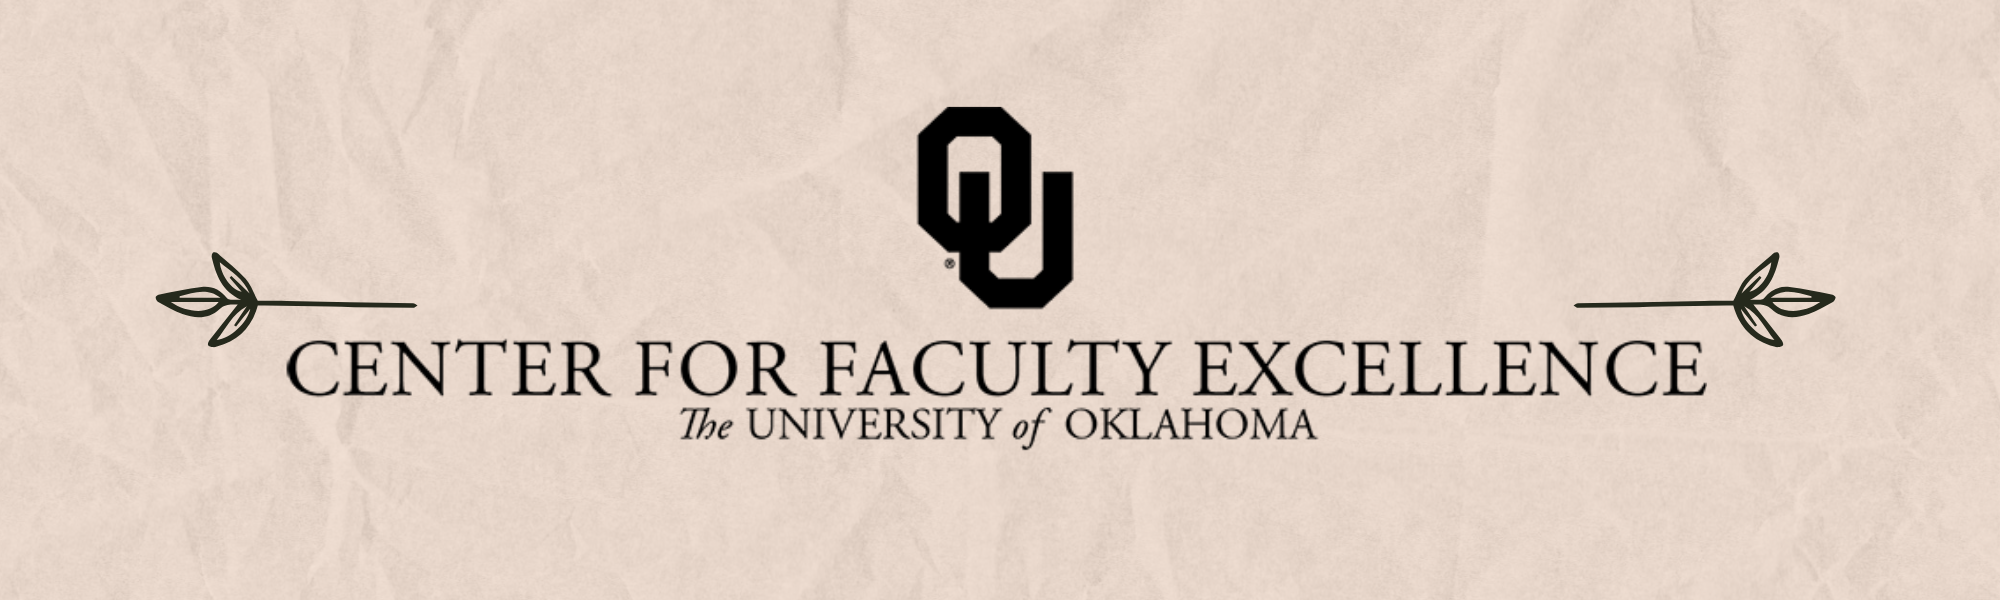 OU
®
CENTER FOR FACULTY EXCELLENCE
The UNIVERSITY of OKLAHOMA